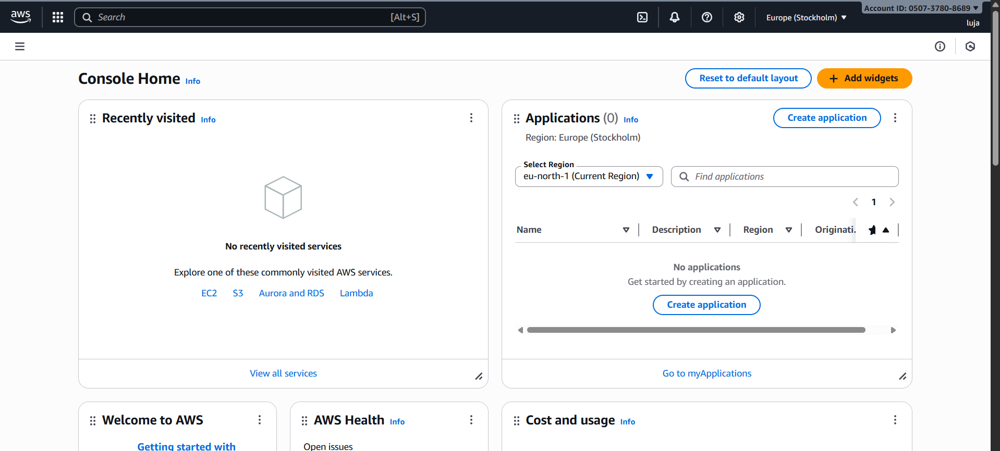 aws
Search [Alt+S]
Europe (Stockholm)
Account ID: 0507-3780-8689
luja
Console Home Info
Reset to default layout
Add widgets
Recently visited Info
No recently visited services
Explore one of these commonly visited AWS services.
EC2 S3 Aurora and RDS Lambda
View all services
Applications (0) Info
Create application
Region: Europe (Stockholm)
Select Region
eu-north-1 (Current Region)
Find applications
1
Name Description Region Originati.
No applications
Get started by creating an application.
Create application
Go to myApplications
Welcome to AWS
Getting started with
AWS Health Info
Open issues
Cost and usage Info